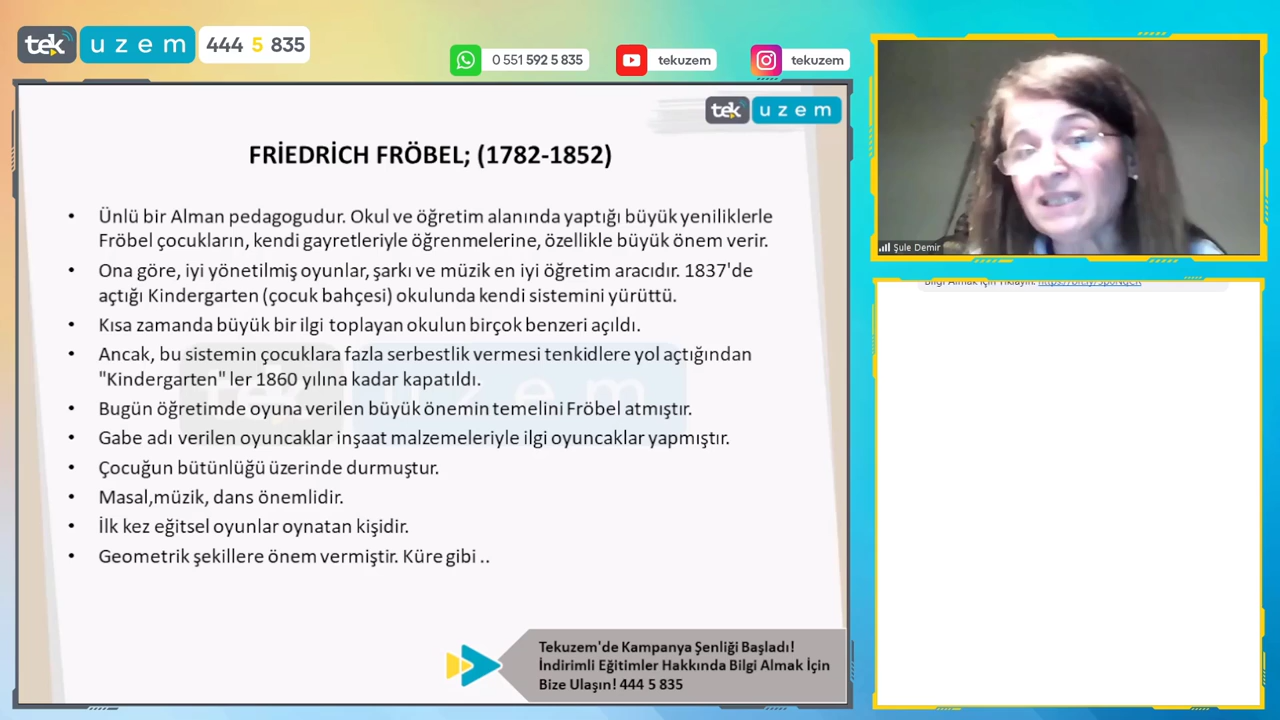 tek uzem 444 5 835
0 551 592 5 835
tekuzem
tekuzem
tek uzem
FRİEDRİCH FRÖBEL; (1782-1852)
• Ünlü bir Alman pedagogudur. Okul ve öğretim alanında yaptığı büyük yeniliklerle
Fröbel çocukların, kendi gayretleriyle öğrenmelerine, özellikle büyük önem verir.
• Ona göre, iyi yönetilmiş oyunlar, şarkı ve müzik en iyi öğretim aracıdır. 1837'de
açtığı Kindergarten (çocuk bahçesi) okulunda kendi sistemini yürüttü.
• Kısa zamanda büyük bir ilgi toplayan okulun birçok benzeri açıldı.
• Ancak, bu sistemin çocuklara fazla serbestlik vermesi tenkidlere yol açtığından
"Kindergarten" ler 1860 yılına kadar kapatıldı.
• Bugün öğretimde oyuna verilen büyük önemin temelini Fröbel atmıştır.
• Gabe adı verilen oyuncaklar inşaat malzemeleriyle ilgi oyuncaklar yapmıştır.
• Çocuğun bütünlüğü üzerinde durmuştur.
• Masal,müzik, dans önemlidir.
• İlk kez eğitsel oyunlar oynatan kişidir.
• Geometrik şekillere önem vermiştir. Küre gibi ..
Tekuzem'de Kampanya Şenliği Başladı!
İndirimli Eğitimler Hakkında Bilgi Almak İçin
Bize Ulaşın! 444 5 835
Şule Demir
Bilgi Almak İçin Tıklayın: